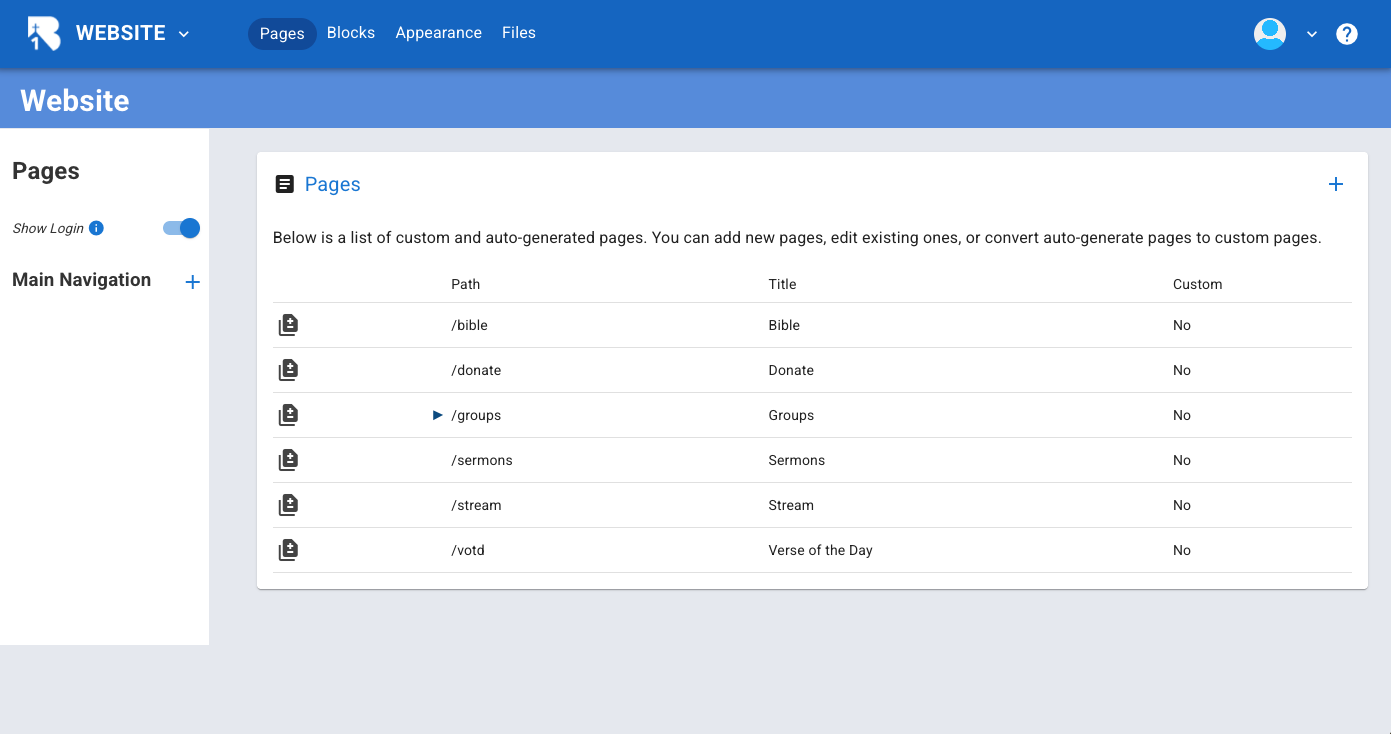 WEBSITE
Pages Blocks Appearance Files
Website
Pages
Show Login
Main Navigation
Pages
Below is a list of custom and auto-generated pages. You can add new pages, edit existing ones, or convert auto-generate pages to custom pages.
Path Title Custom
/bible Bible No
/donate Donate No
/groups Groups No
/sermons Sermons No
/stream Stream No
/votd Verse of the Day No